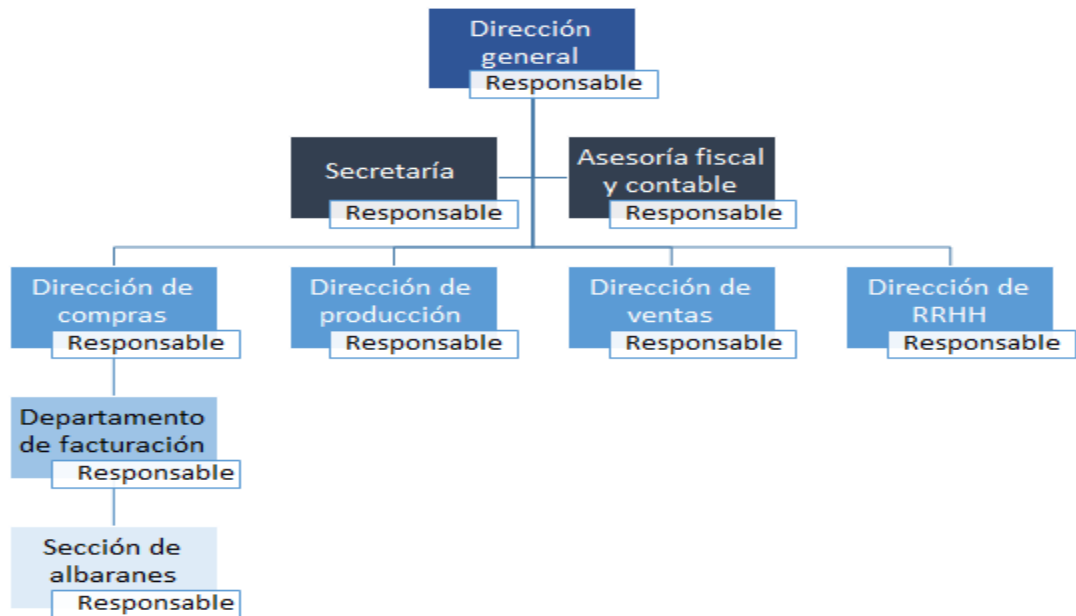 Dirección
general
Responsable
Secretaría
Responsable
Asesoría fiscal
y contable
Responsable
Dirección de
compras
Responsable
Dirección de
producción
Responsable
Dirección de
ventas
Responsable
Dirección de
RRHH
Responsable
Departamento
de facturación
Responsable
Sección de
albaranes
Responsable